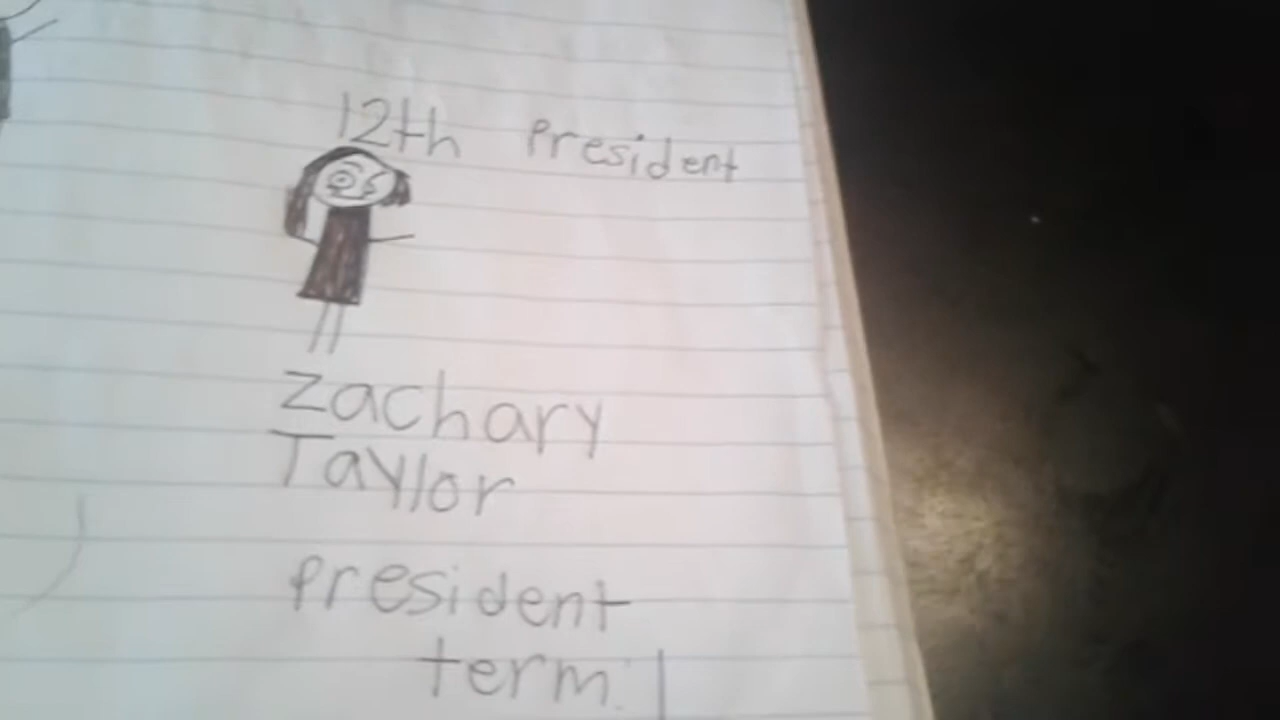 12th President
Zachary
Taylor
President
term:1